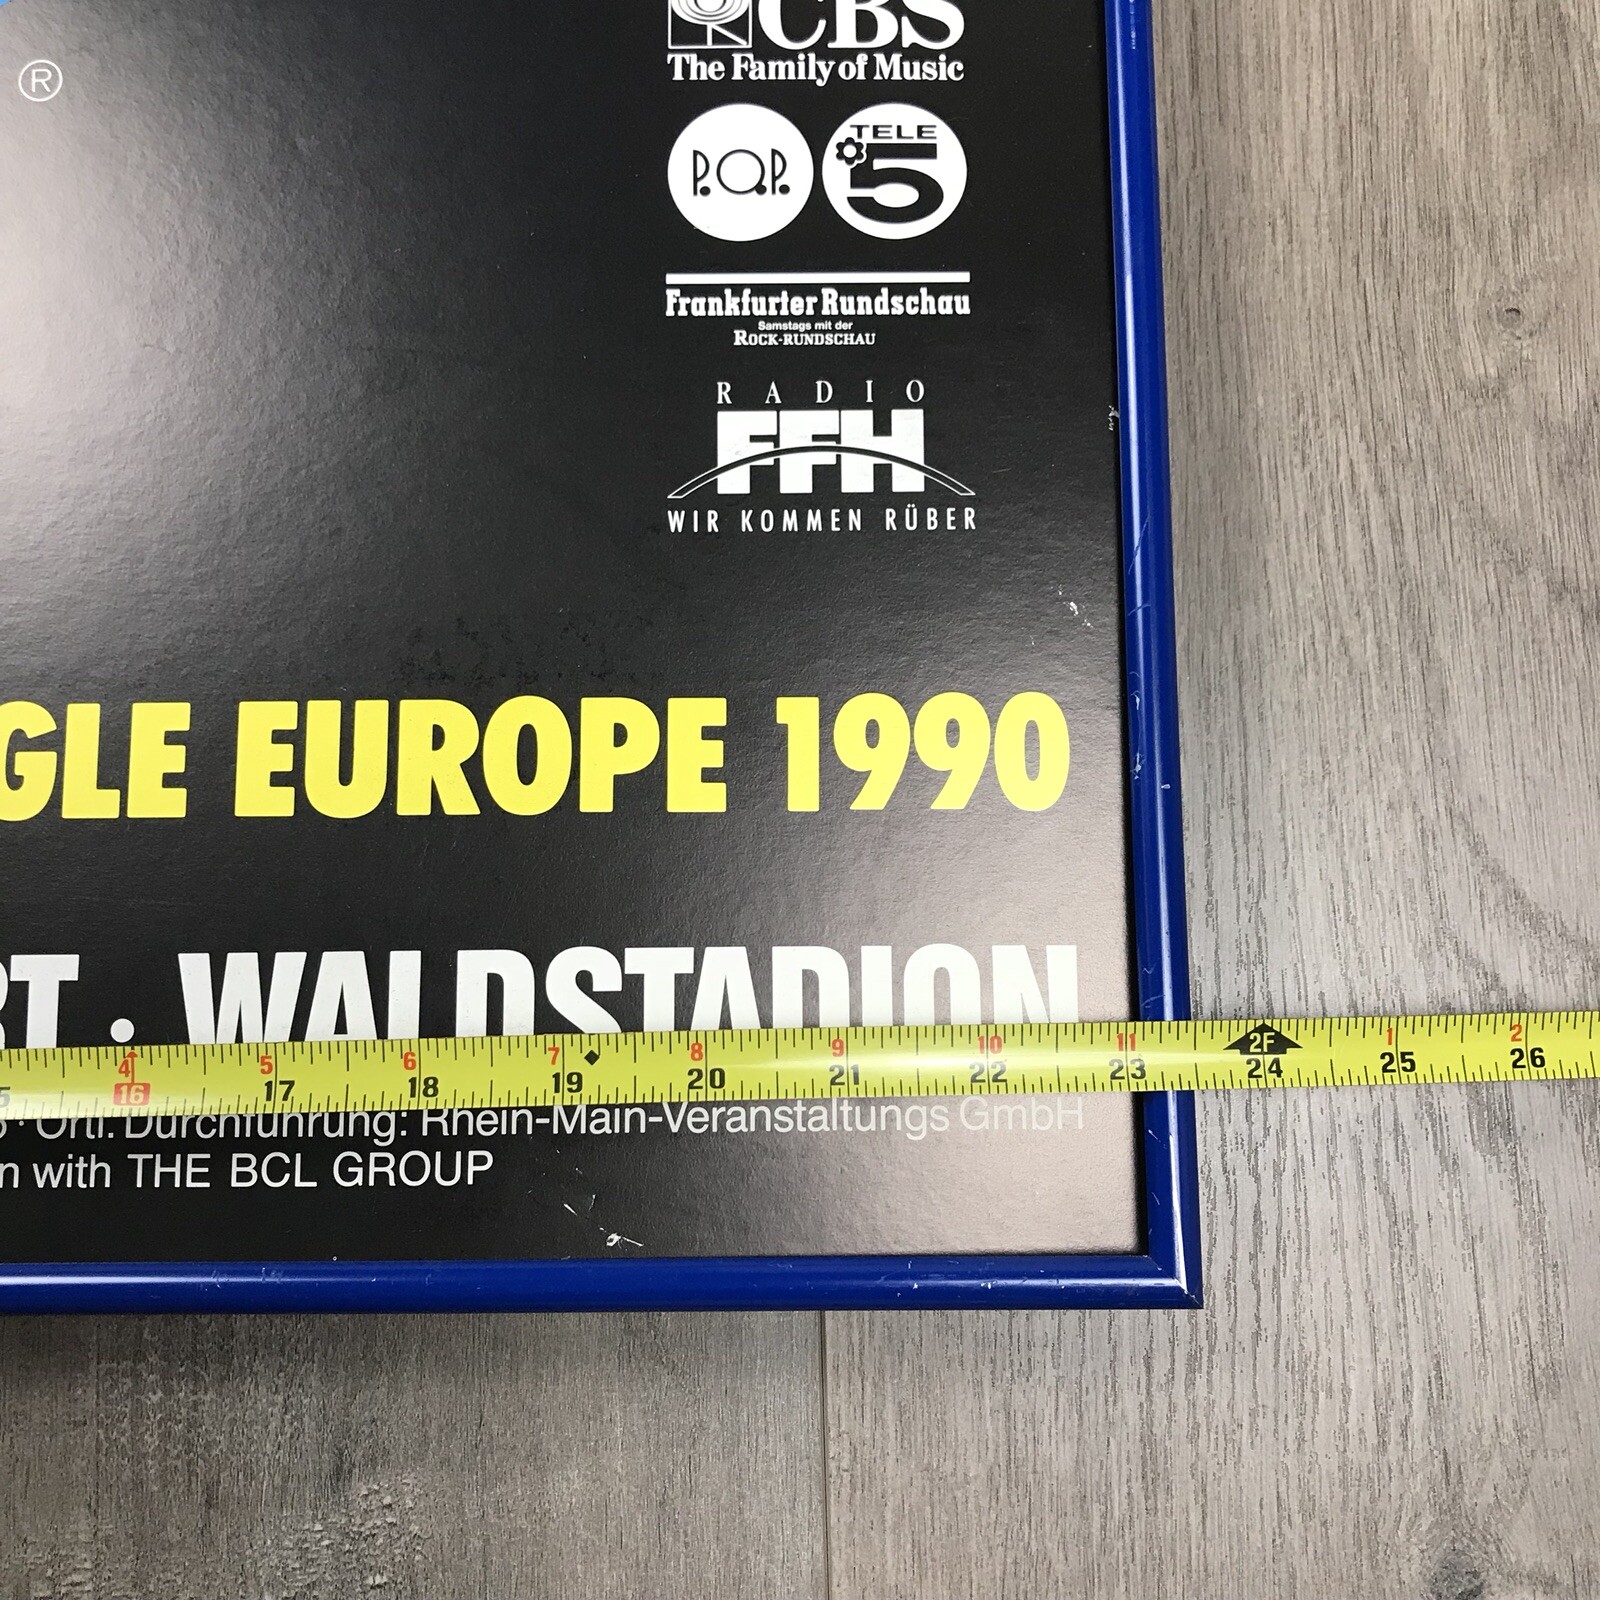 CBS
®
The Family of Music
P.O.P. TELE 5
Frankfurter Rundschau
Samstags mit der
ROCK-RUNDSCHAU
RADIO
FFH
WIR KOMMEN RÜBER
GLE EUROPE 1990
RT · WALDSTADION
4 5 6 7 8 9 10 11 2F 1 2
5 16 17 18 19 20 21 22 23 24 25 26
· Örtl. Durchführung: Rhein-Main-Veranstaltungs GmbH
n with THE BCL GROUP